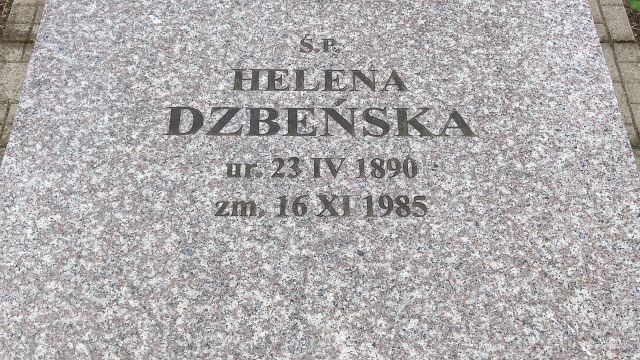 Ś.P.
HELENA
DZBEŃSKA
ur. 23 IV 1890
zm. 16 XI 1985